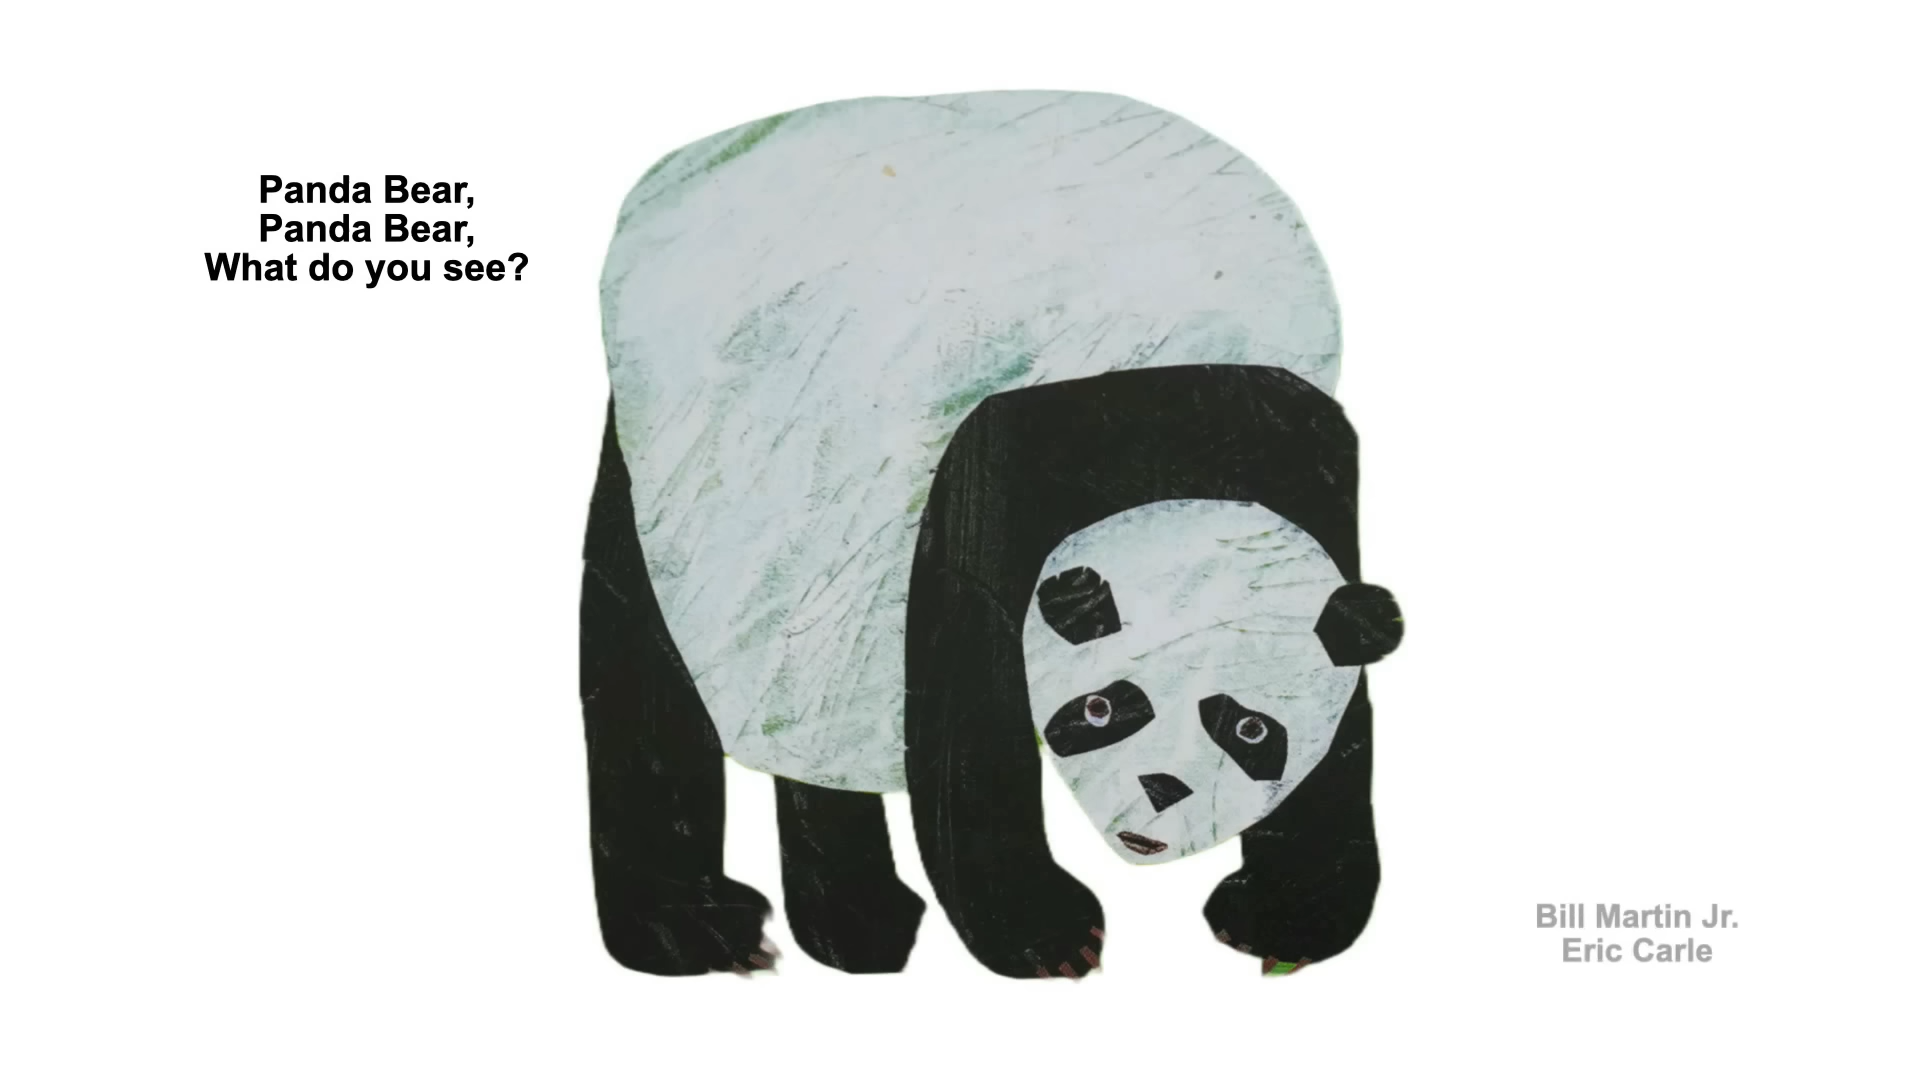 Panda Bear,
Panda Bear,
What do you see?
Bill Martin Jr.
Eric Carle